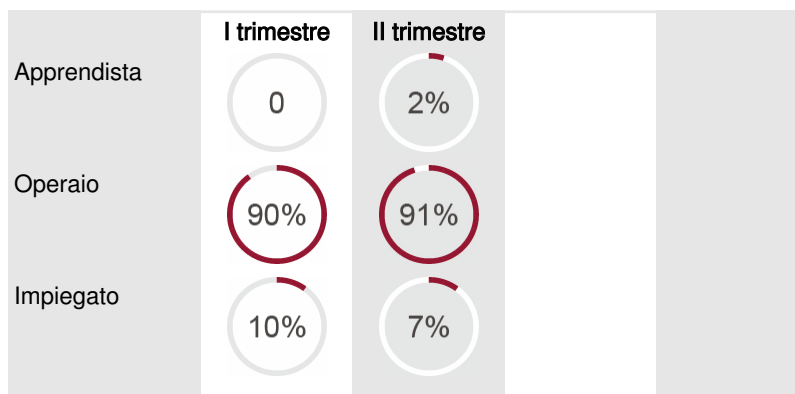 I trimestre II trimestre
Apprendista 0 2%
Operaio 90% 91%
Impiegato 10% 7%